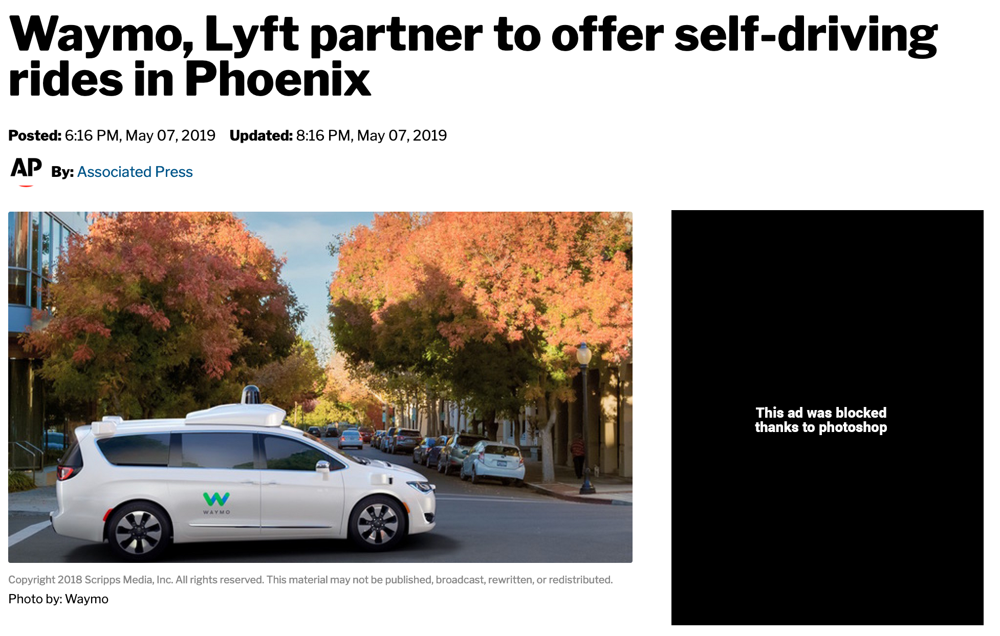 Waymo, Lyft partner to offer self-driving
rides in Phoenix
Posted: 6:16 PM, May 07, 2019 Updated: 8:16 PM, May 07, 2019
AP By: Associated Press
WAYMO
This ad was blocked
thanks to photoshop
Copyright 2018 Scripps Media, Inc. All rights reserved. This material may not be published, broadcast, rewritten, or redistributed.
Photo by: Waymo